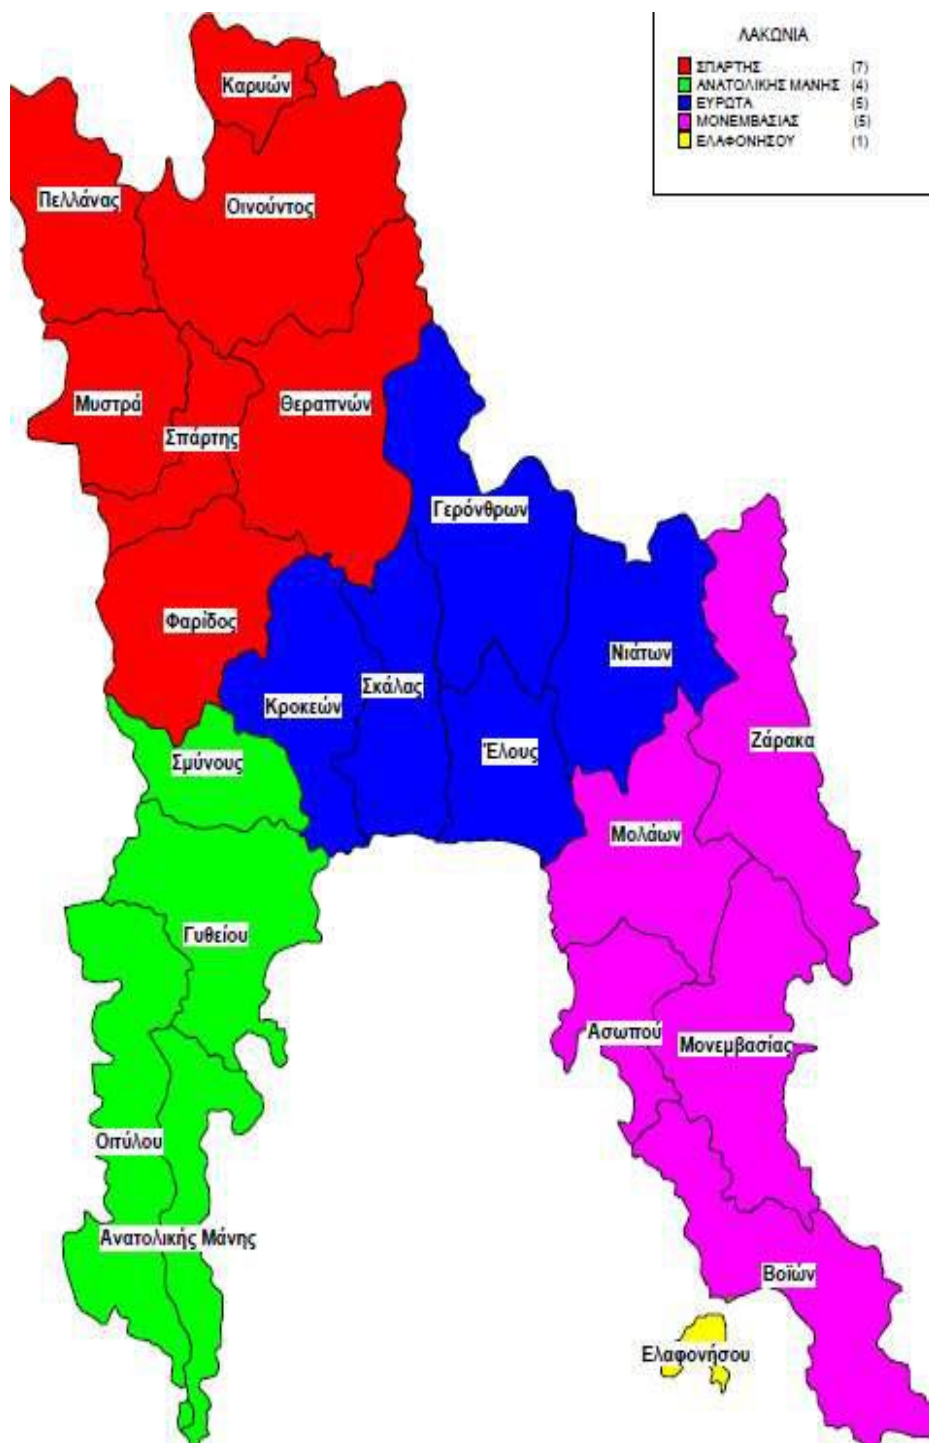 ΛΑΚΩΝΙΑ
ΣΠΑΡΤΗΣ (7)
ΑΝΑΤΟΛΙΚΗΣ ΜΑΝΗΣ (4)
ΕΥΡΩΤΑ (5)
ΜΟΝΕΜΒΑΣΙΑΣ (5)
ΕΛΑΦΟΝΗΣΟΥ (1)
Καρυών
Πελλάνας
Οινούντος
Μυστρά
Θεραπνών
Σπάρτης
Γερόνθρων
Φαρίδος
Νιάτων
Σκάλας
Κροκεών
Ζάρακα
Έλους
Σμύνους
Μολάων
Γυθείου
Ασωπού
Μονεμβασίας
Οιτύλου
Ανατολικής Μάνης
Βοϊών
Ελαφονήσου